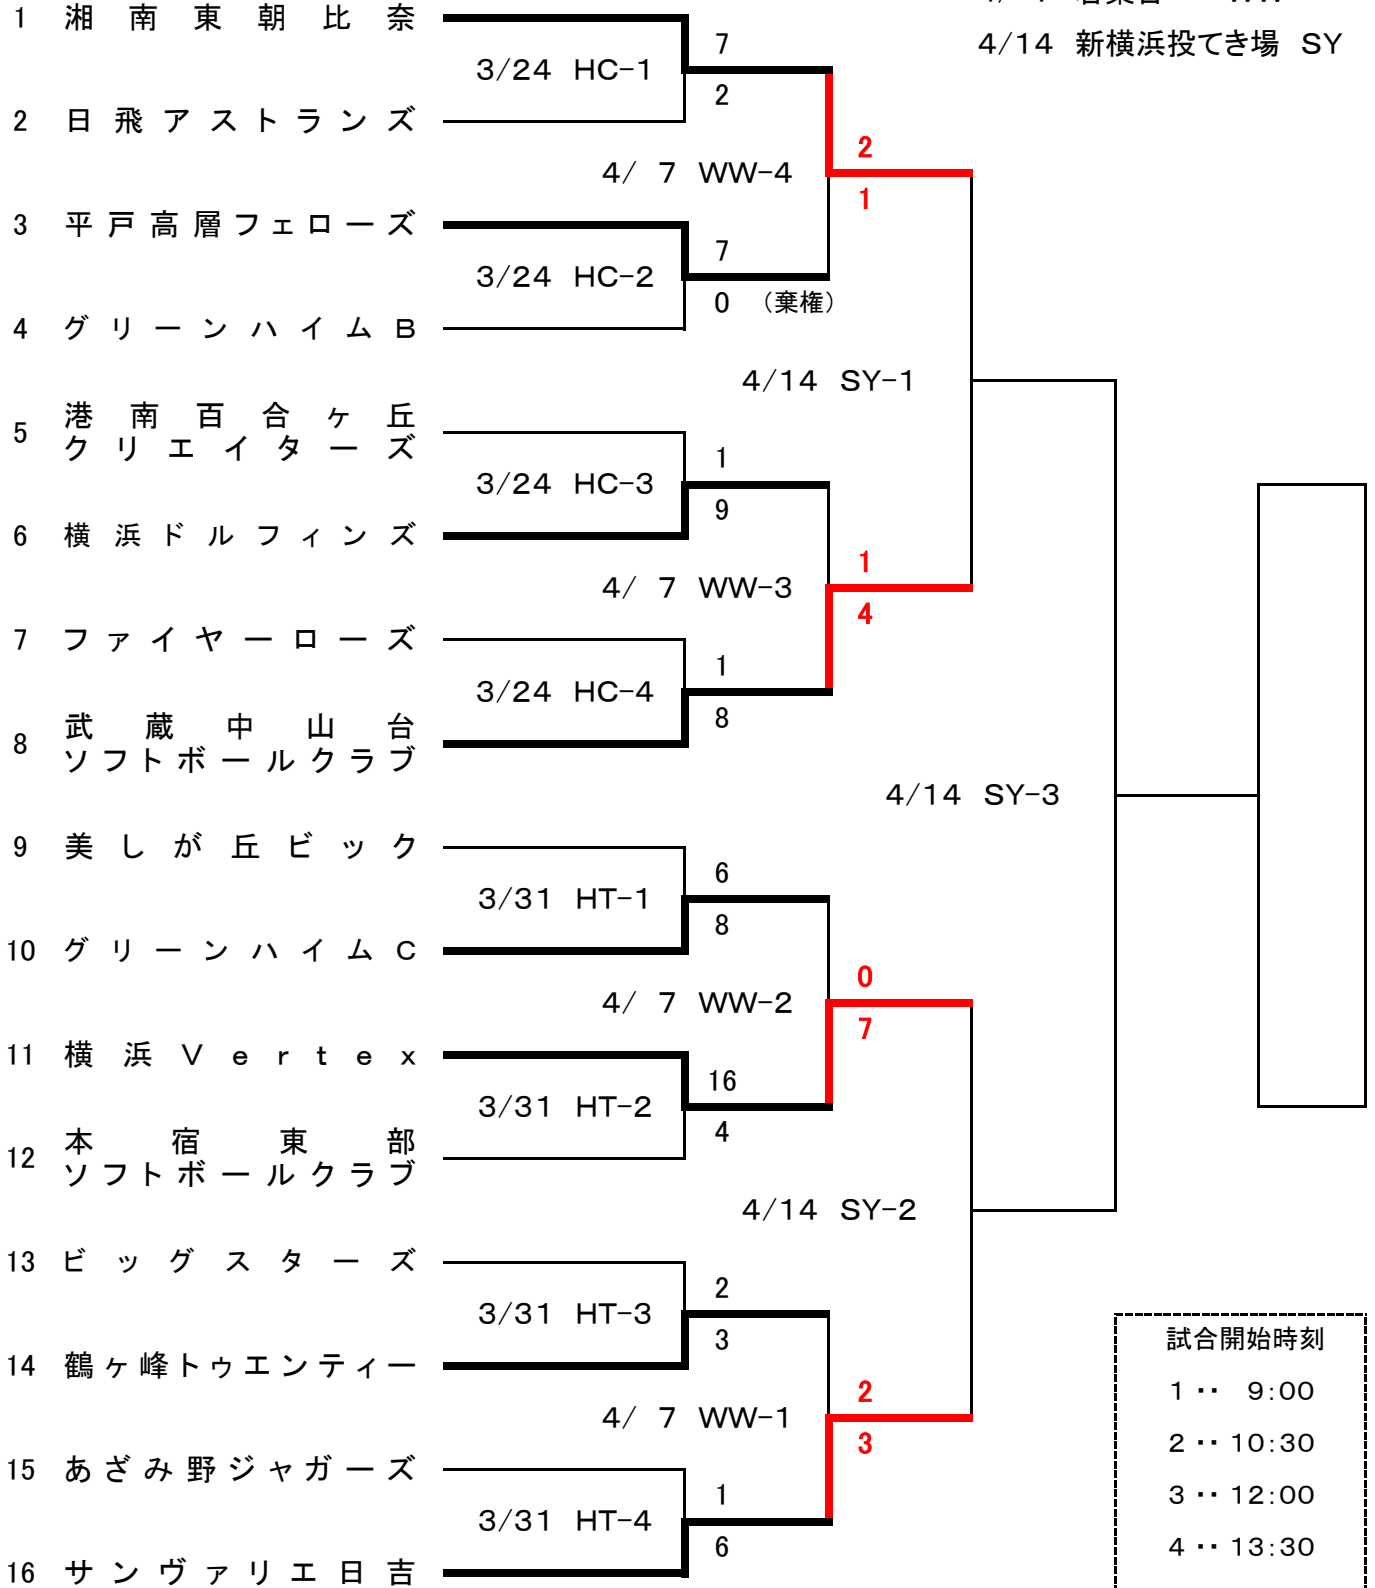 1 湘南東朝比奈
4/14 新横浜投てき場 SY
7
3/24 HC-1
2
2 日飛アストランズ
2
4/ 7 WW-4
1
3 平戸高層フェローズ
7
3/24 HC-2
0 (棄権)
4 グリーンハイムB
4/14 SY-1
5 港南百合ヶ丘
クリエイターズ
1
3/24 HC-3
9
6 横浜ドルフィンズ
1
4/ 7 WW-3
4
7 ファイヤーローズ
1
3/24 HC-4
8
8 武蔵中山台
ソフトボールクラブ
4/14 SY-3
9 美しが丘ビック
6
3/31 HT-1
8
10 グリーンハイムC
0
4/ 7 WW-2
7
11 横浜Vertex
16
3/31 HT-2
4
12 本宿東部
ソフトボールクラブ
4/14 SY-2
13 ビッグスターズ
2
3/31 HT-3
3
14 鶴ヶ峰トゥエンティー
2
4/ 7 WW-1
3
15 あざみ野ジャガーズ
1
3/31 HT-4
6
16 サンヴァリエ日吉
試合開始時刻
1 ‥ 9:00
2 ‥ 10:30
3 ‥ 12:00
4 ‥ 13:30